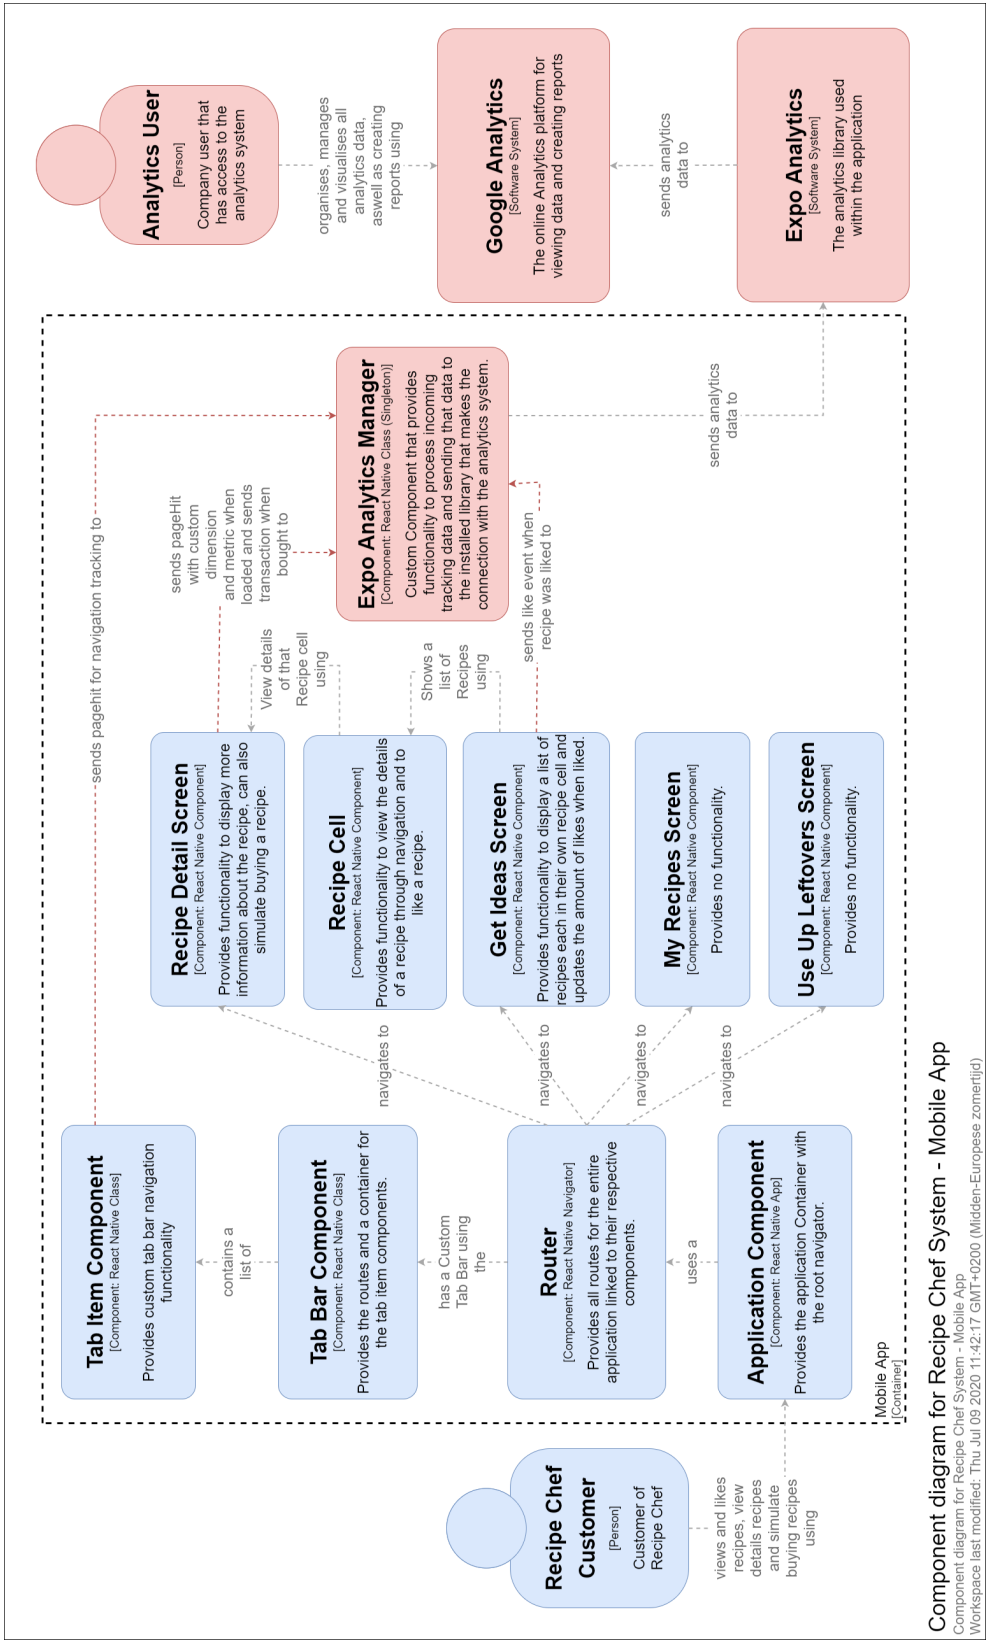 Recipe Chef
Customer
[Person]
Customer of
Recipe Chef
views and likes
recipes, view
details recipes
and simulate
buying recipes
using
Mobile App
[Container]
Tab Item Component
[Component: React Native Class]
Provides custom tab bar navigation
functionality
contains a
list of
Tab Bar Component
[Component: React Native Class]
Provides the routes and a container for
the tab item components.
has a Custom
Tab Bar using
the
Router
[Component: React Native Navigator]
Provides all routes for the entire
application linked to their respective
components.
uses a
Application Component
[Component: React Native App]
Provides the application Container with
the root navigator.
navigates to
navigates to
navigates to
navigates to
Recipe Detail Screen
[Component: React Native Component]
Provides functionality to display more
information about the recipe, can also
simulate buying a recipe.
Recipe Cell
[Component: React Native Component]
Provides functionality to view the details
of a recipe through navigation and to
like a recipe.
Get Ideas Screen
[Component: React Native Component]
Provides functionality to display a list of
recipes each in their own recipe cell and
updates the amount of likes when liked.
My Recipes Screen
[Component: React Native Component]
Provides no functionality.
Use Up Leftovers Screen
[Component: React Native Component]
Provides no functionality.
View details
of that
Recipe cell
using
Shows a
list of
Recipes
using
sends pagehit for navigation tracking to
sends pageHit
with custom
dimension
and metric when
loaded and sends
transaction when
bought to
sends like event when
recipe was liked to
Expo Analytics Manager
[Component: React Native Class (Singleton)]
Custom Component that provides
functionality to process incoming
tracking data and sending that data to
the installed library that makes the
connection with the analytics system.
sends analytics
data to
Analytics User
[Person]
Company user that
has access to the
analytics system
organises, manages
and visualises all
analytics data,
aswell as creating
reports using
Google Analytics
[Software System]
The online Analytics platform for
viewing data and creating reports
sends analytics
data to
Expo Analytics
[Software System]
The analytics library used
within the application
Component diagram for Recipe Chef System - Mobile App
Component diagram for Recipe Chef System - Mobile App
Workspace last modified: Thu Jul 09 2020 11:42:17 GMT+0200 (Midden-Europese zomertijd)